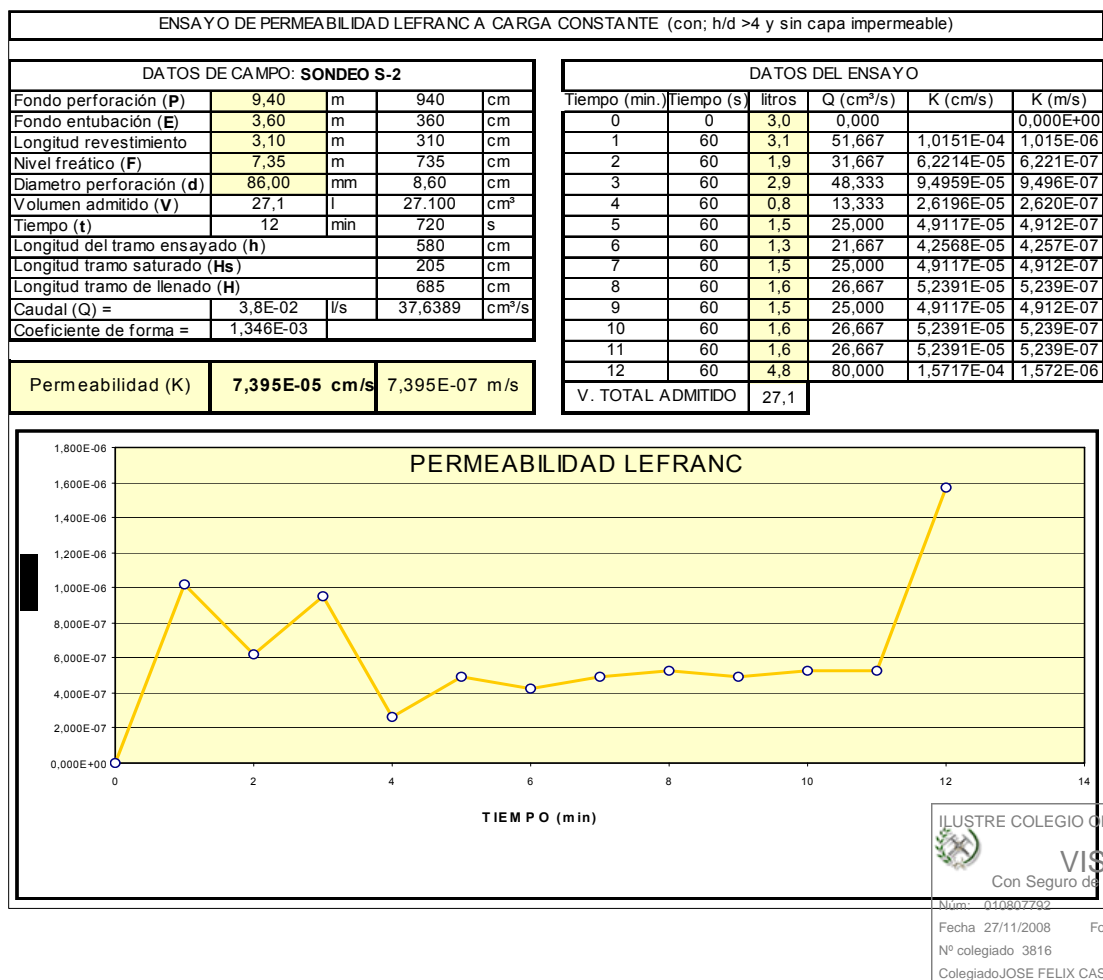 ENSAYO DE PERMEABILIDAD LEFRANC A CARGA CONSTANTE (con; h/d >4 y sin capa impermeable)
DATOS DE CAMPO: SONDEO S-2
Fondo perforación (P) 9,40 m 940 cm
Fondo entubación (E) 3,60 m 360 cm
Longitud revestimiento 3,10 m 310 cm
Nivel freático (F) 7,35 m 735 cm
Diametro perforación (d) 86,00 mm 8,60 cm
Volumen admitido (V) 27,1 l 27.100 cm³
Tiempo (t) 12 min 720 s
Longitud del tramo ensayado (h) 580 cm
Longitud tramo saturado (Hs) 205 cm
Longitud tramo de llenado (H) 685 cm
Caudal (Q) = 3,8E-02 l/s 37,6389 cm³/s
Coeficiente de forma = 1,346E-03
Permeabilidad (K) 7,395E-05 cm/s 7,395E-07 m/s
DATOS DEL ENSAYO
Tiempo (min.) Tiempo (s) litros Q (cm³/s) K (cm/s) K (m/s)
0 0 3,0 0,000 0,000E+00
1 60 3,1 51,667 1,0151E-04 1,015E-06
2 60 1,9 31,667 6,2214E-05 6,221E-07
3 60 2,9 48,333 9,4959E-05 9,496E-07
4 60 0,8 13,333 2,6196E-05 2,620E-07
5 60 1,5 25,000 4,9117E-05 4,912E-07
6 60 1,3 21,667 4,2568E-05 4,257E-07
7 60 1,5 25,000 4,9117E-05 4,912E-07
8 60 1,6 26,667 5,2391E-05 5,239E-07
9 60 1,5 25,000 4,9117E-05 4,912E-07
10 60 1,6 26,667 5,2391E-05 5,239E-07
11 60 1,6 26,667 5,2391E-05 5,239E-07
12 60 4,8 80,000 1,5717E-04 1,572E-06
V. TOTAL ADMITIDO 27,1
PERMEABILIDAD LEFRANC
1,800E-06
1,600E-06
1,400E-06
1,200E-06
1,000E-06
8,000E-07
6,000E-07
4,000E-07
2,000E-07
0,000E+00
0 2 4 6 8 10 12 14
TIEMPO (min)
ILUSTRE COLEGIO
VIS
Con Seguro de
Núm: 010807792
Fecha 27/11/2008
Nº colegiado 3816
ColegiadoJOSE FELIX CAS